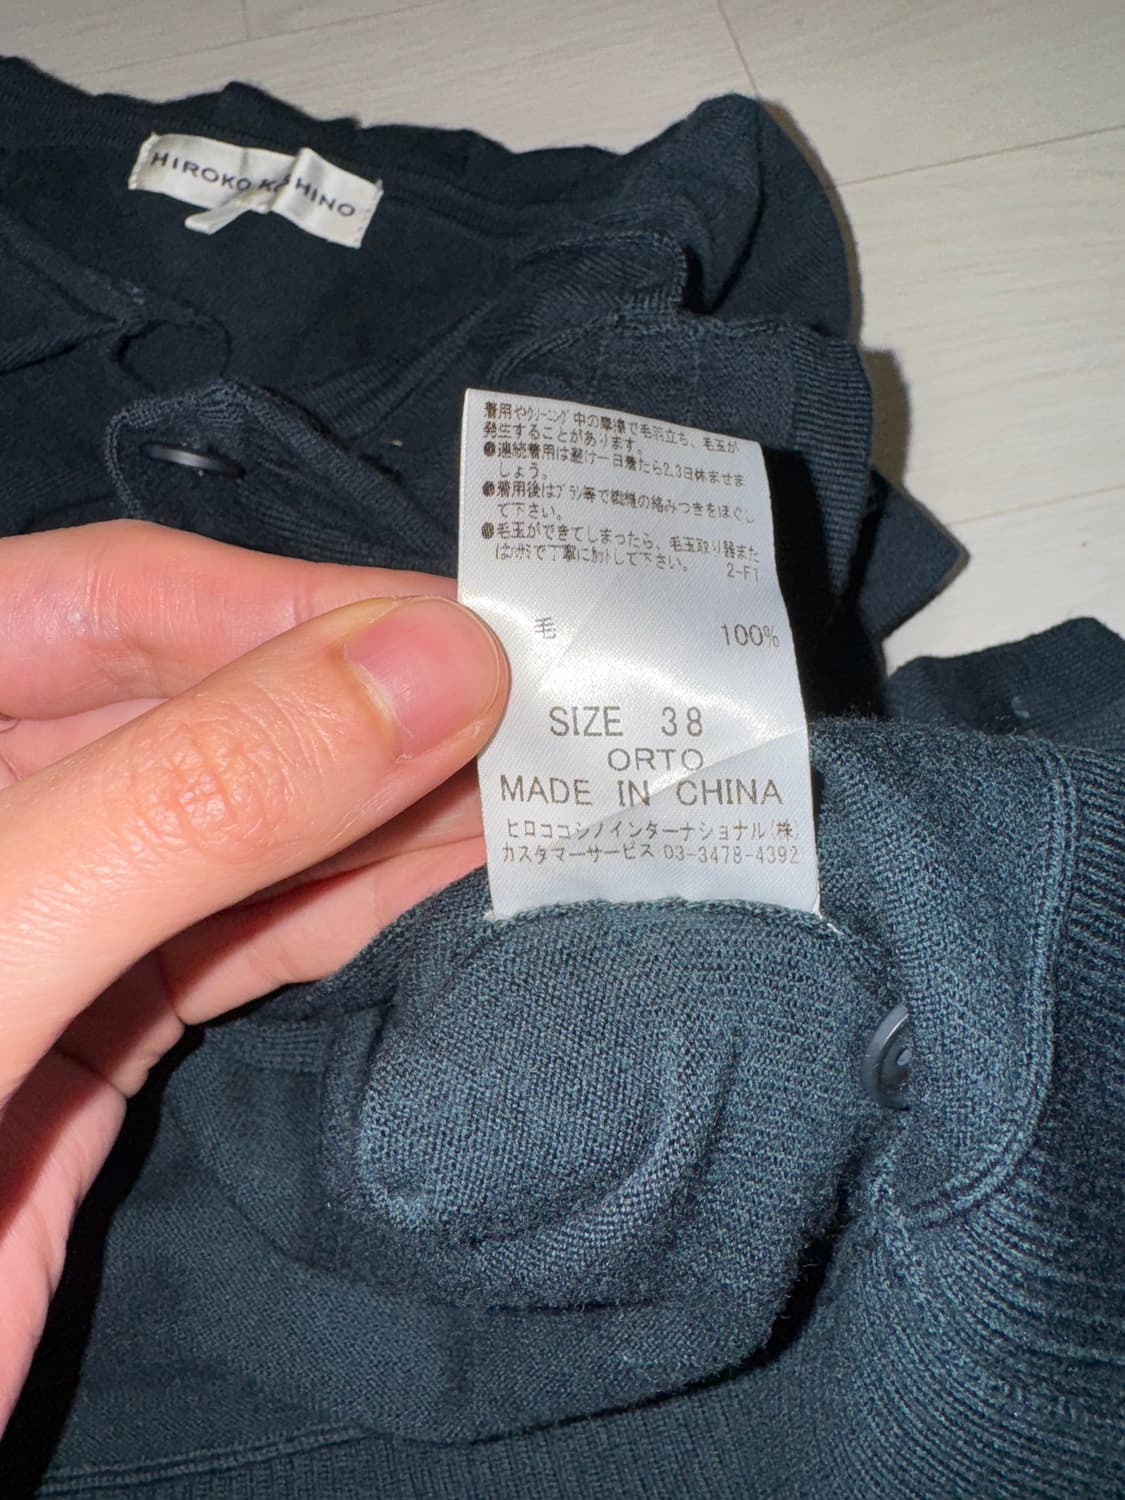 HIROKO KOSHINO
着用やクリーニング中の摩擦で毛羽立ち、毛玉が
発生することがあります。
●連続着用は避け一日着たら2,3日休ませま
しょう。
●着用後はブラシ等で繊維の絡みつきをほぐし
て下さい。
●毛玉ができてしまったら、毛玉取り器また
はハサミで丁寧にカットして下さい。 2-F1
毛 100%
SIZE 38
ORTO
MADE IN CHINA
ヒロココシノインターナショナル(株)
カスタマーサービス 03-3478-4392